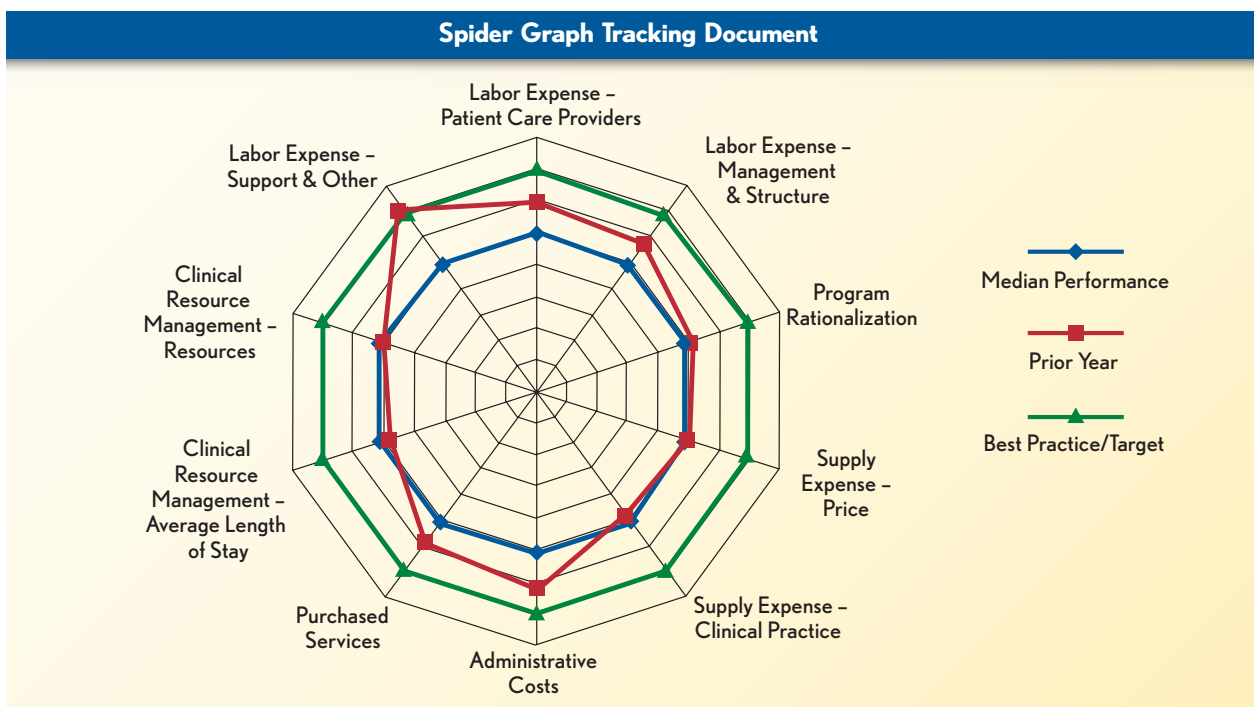 Spider Graph Tracking Document
Labor Expense –
Patient Care Providers
Labor Expense –
Management
& Structure
Program
Rationalization
Supply
Expense –
Price
Supply Expense –
Clinical Practice
Administrative
Costs
Purchased
Services
Clinical
Resource
Management –
Average Length
of Stay
Clinical
Resource
Management –
Resources
Labor Expense –
Support & Other
Median Performance
Prior Year
Best Practice/Target